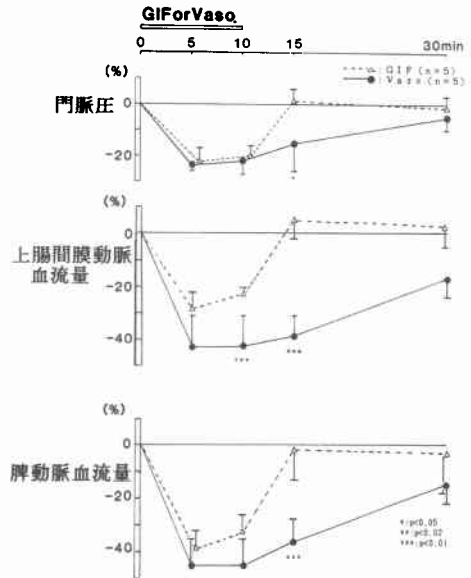 GIForVaso.
0 5 10 15 30min
(%) △: GIF (n=5)
●: Vaso (n=5)
0
門脈圧
-20
(%)
0
上腸間膜動脈
血流量
-20
-40
*** ***
(%)
0
脾動脈血流量
-20
-40
***
*:p<0.05
**:p<0.02
***:p<0.01